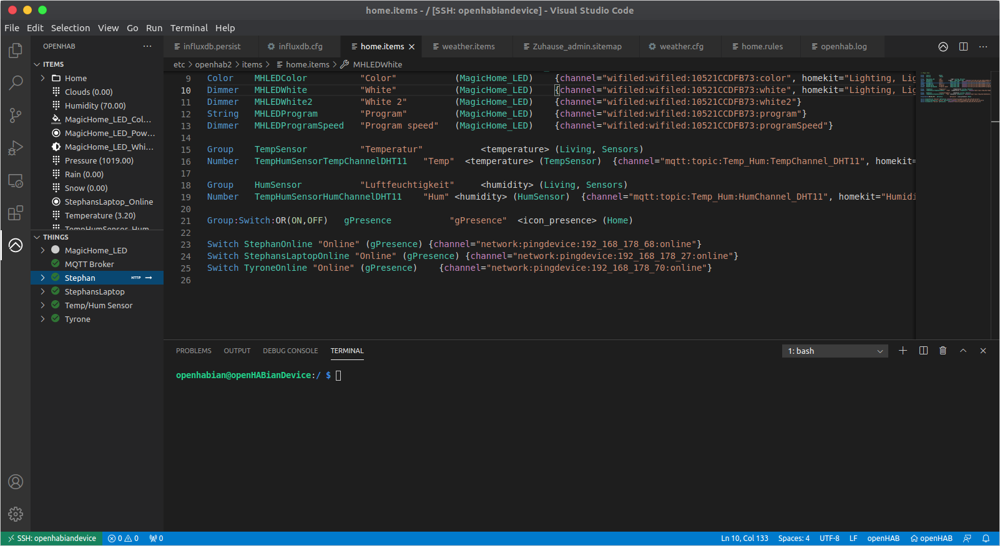 home.items - / [SSH: openhabiandevice] - Visual Studio Code
File Edit Selection View Go Run Terminal Help
OPENHAB ···
influxdb.persist influxdb.cfg home.items weather.items Zuhause_admin.sitemap weather.cfg home.rules openhab.log
etc > openhab2 > items > home.items > MHLEDWhite
ITEMS
Home
Clouds (0.00)
Humidity (70.00)
MagicHome_LED_Col...
MagicHome_LED_Pow...
MagicHome_LED_Whi...
Pressure (1019.00)
Rain (0.00)
Snow (0.00)
StephansLaptop_Online
Temperature (3.20)
TempHumSensor_Hum
THINGS
MagicHome_LED
MQTT Broker
Stephan HTTP
StephansLaptop
Temp/Hum Sensor
Tyrone
9 Color MHLEDColor "Color" (MagicHome_LED) {channel="wifiled:wifiled:10521CCDFB73:color", homekit="Lighting, Lig
10 Dimmer MHLEDWhite "White" (MagicHome_LED) {channel="wifiled:wifiled:10521CCDFB73:white", homekit="Lighting, Lig
11 Dimmer MHLEDWhite2 "White 2" (MagicHome_LED) {channel="wifiled:wifiled:10521CCDFB73:white2"}
12 String MHLEDProgram "Program" (MagicHome_LED) {channel="wifiled:wifiled:10521CCDFB73:program"}
13 Dimmer MHLEDProgramSpeed "Program speed" (MagicHome_LED) {channel="wifiled:wifiled:10521CCDFB73:programSpeed"}
14
15 Group TempSensor "Temperatur" <temperature> (Living, Sensors)
16 Number TempHumSensorTempChannelDHT11 "Temp" <temperature> (TempSensor) {channel="mqtt:topic:Temp_Hum:TempChannel_DHT11", homekit=
17
18 Group HumSensor "Luftfeuchtigkeit" <humidity> (Living, Sensors)
19 Number TempHumSensorHumChannelDHT11 "Hum" <humidity> (HumSensor) {channel="mqtt:topic:Temp_Hum:HumChannel_DHT11", homekit="Humidi
20
21 Group:Switch:OR(ON,OFF) gPresence "gPresence" <icon_presence> (Home)
22
23 Switch StephanOnline "Online" (gPresence) {channel="network:pingdevice:192_168_178_68:online"}
24 Switch StephansLaptopOnline "Online" (gPresence) {channel="network:pingdevice:192_168_178_27:online"}
25 Switch TyroneOnline "Online" (gPresence) {channel="network:pingdevice:192_168_178_70:online"}
26
PROBLEMS OUTPUT DEBUG CONSOLE TERMINAL 1: bash
openhabian@openHABianDevice:/ $
SSH: openhabiandevice 0 0 0 Ln 10, Col 133 Spaces: 4 UTF-8 LF openHAB openHAB